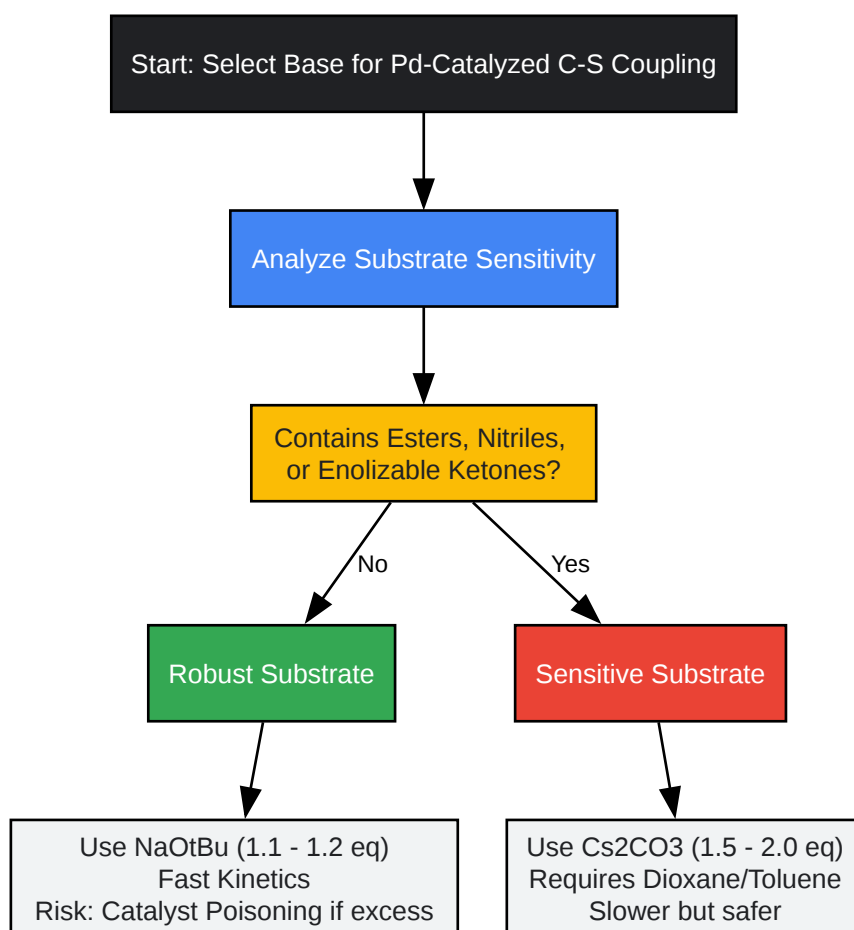 Start: Select Base for Pd-Catalyzed C-S Coupling
Analyze Substrate Sensitivity
Contains Esters, Nitriles,
or Enolizable Ketones?
No
Yes
Robust Substrate
Sensitive Substrate
Use NaOtBu (1.1 - 1.2 eq)
Fast Kinetics
Risk: Catalyst Poisoning if excess
Use Cs2CO3 (1.5 - 2.0 eq)
Requires Dioxane/Toluene
Slower but safer